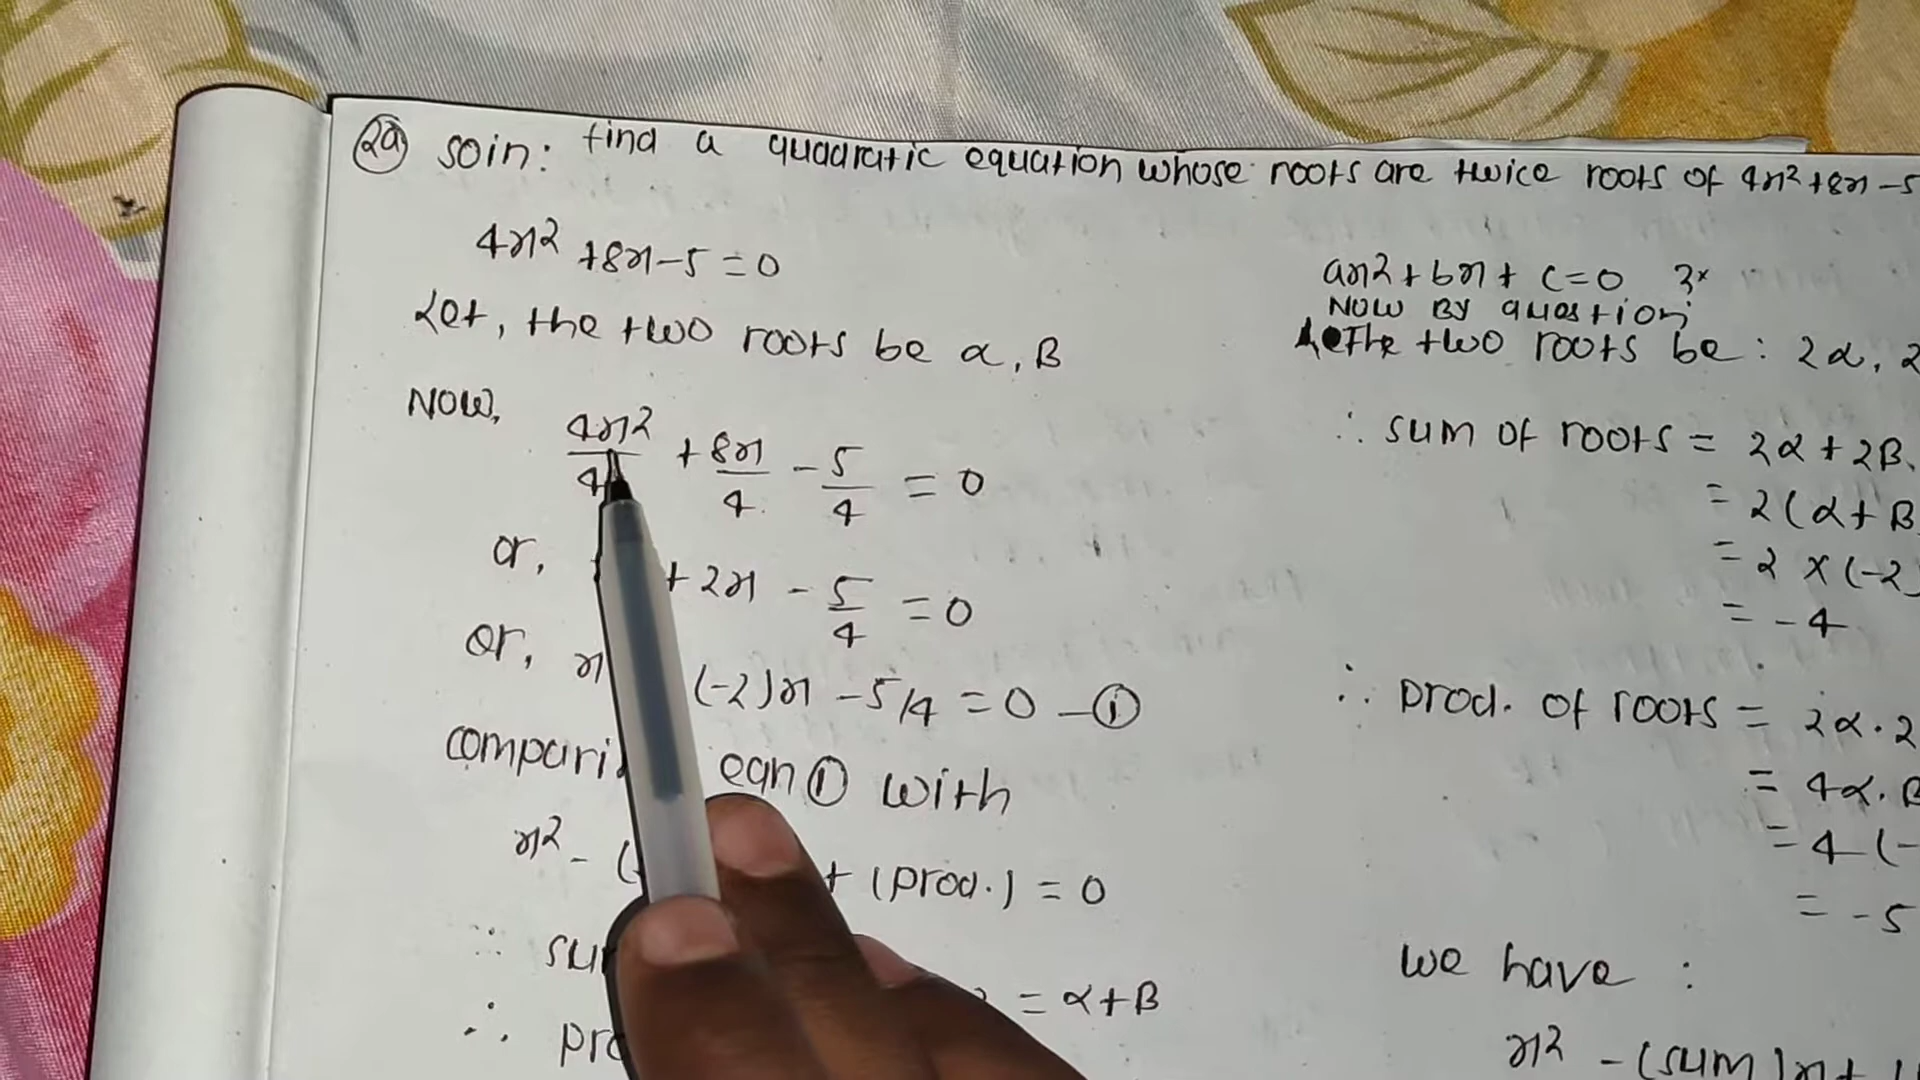 2a) soln: find a quadratic equation whose roots are twice roots of 4x² + 8x - 5
4x² + 8x - 5 = 0
Let, the two roots be α, β
Now,
4x²/4 + 8x/4 - 5/4 = 0
or, + 2x - 5/4 = 0
or, x (-2)x - 5/4 = 0 - ①
eqn ① with
x² - ( + (prod.) = 0
= α + β
ax² + bx + c = 0
Now By question;
The two roots be: 2α, 2
∴ sum of roots = 2α + 2β
= 2(α + β
= 2 × (-2)
= -4
∴ prod. of roots = 2α . 2
= 4α . β
= 4 (-
= -5
we have :
x² - (sum)x +